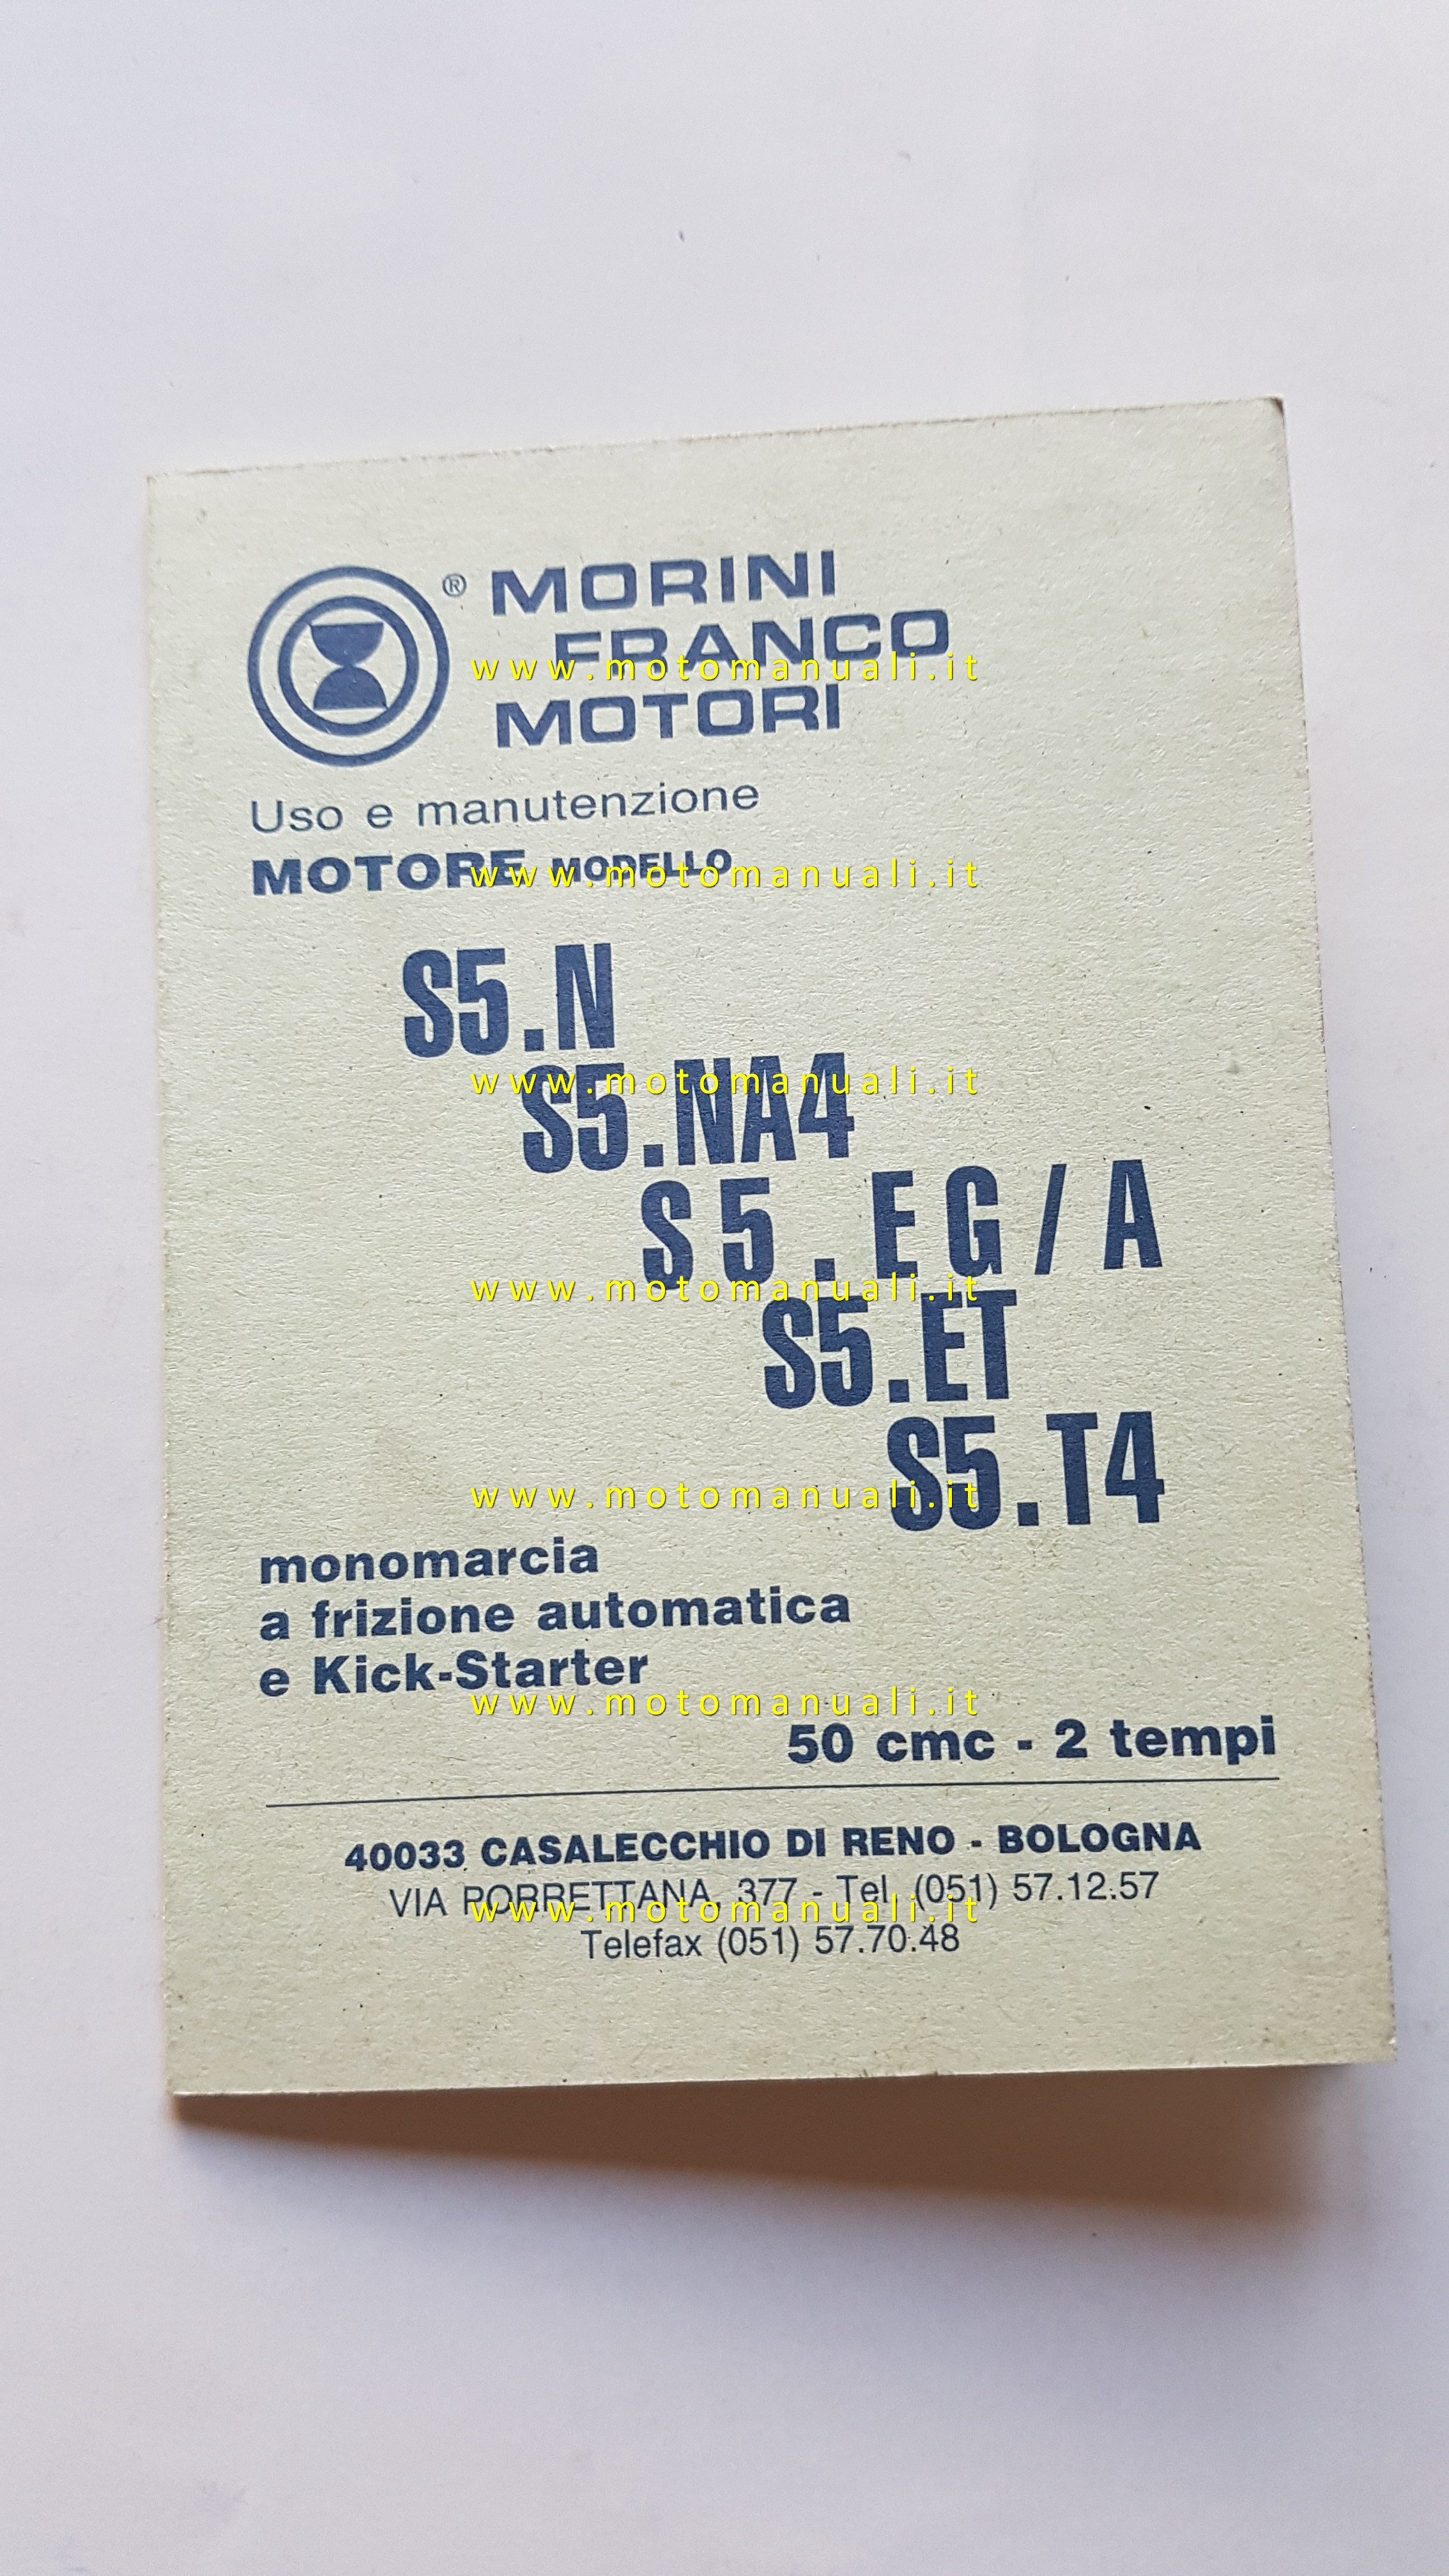 ® MORINI
FRANCO
MOTORI
www.motomanuali.it
Uso e manutenzione
MOTORE MODELLO
www.motomanuali.it
S5.N
S5.NA4
www.motomanuali.it
S5.EG/A
www.motomanuali.it
S5.ET
S5.T4
www.motomanuali.it
monomarcia
a frizione automatica
e Kick-Starter
www.motomanuali.it
50 cmc - 2 tempi
40033 CASALECCHIO DI RENO - BOLOGNA
VIA PORRETTANA, 377 - Tel. (051) 57.12.57
www.motomanuali.it
Telefax (051) 57.70.48